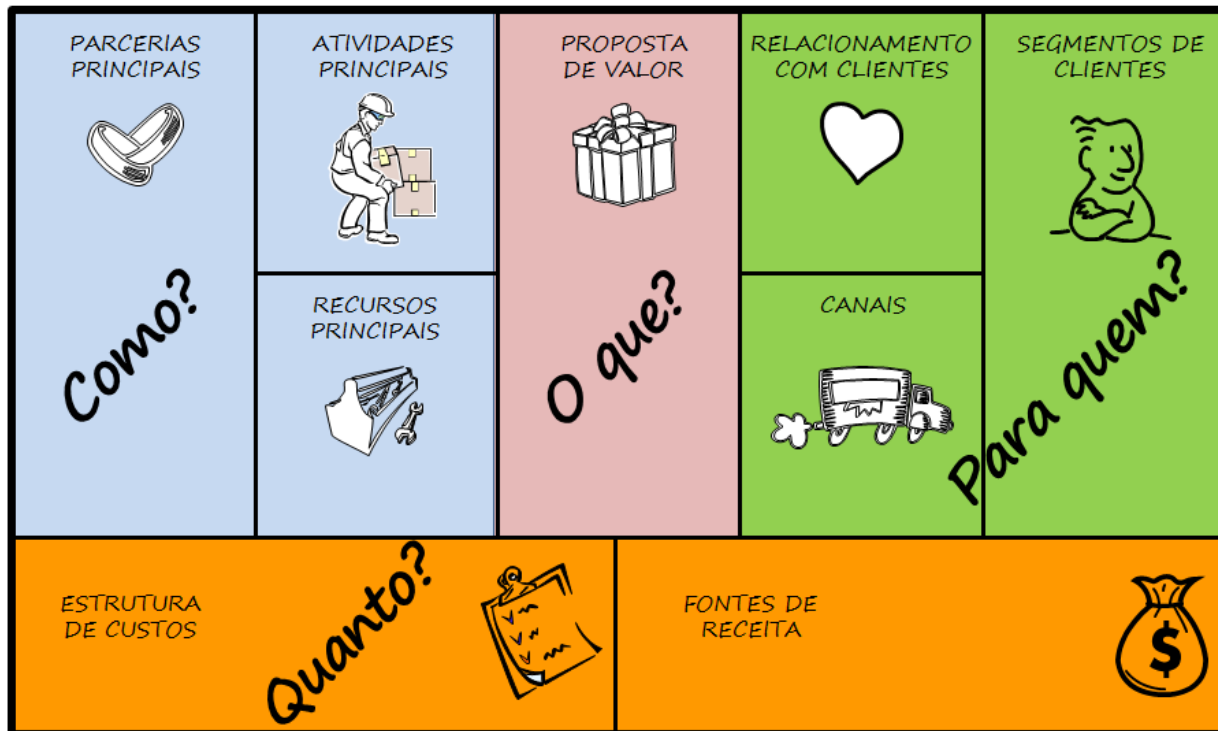 PARCERIAS
PRINCIPAIS
ATIVIDADES
PRINCIPAIS
PROPOSTA
DE VALOR
RELACIONAMENTO
COM CLIENTES
SEGMENTOS DE
CLIENTES
Como?
RECURSOS
PRINCIPAIS
O que?
CANAIS
Para quem?
ESTRUTURA
DE CUSTOS
Quanto?
FONTES DE
RECEITA
$